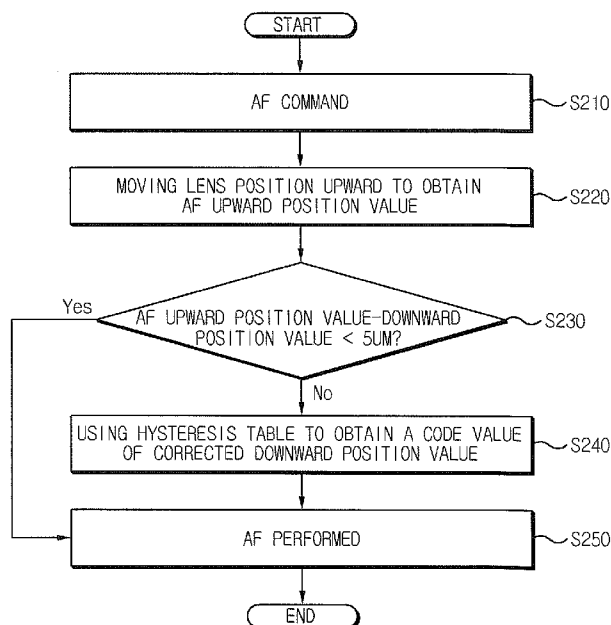 START
AF COMMAND
S210
MOVING LENS POSITION UPWARD TO OBTAIN
AF UPWARD POSITION VALUE
S220
Yes
AF UPWARD POSITION VALUE-DOWNWARD
POSITION VALUE < 5UM?
S230
No
USING HYSTERESIS TABLE TO OBTAIN A CODE VALUE
OF CORRECTED DOWNWARD POSITION VALUE
S240
AF PERFORMED
S250
END